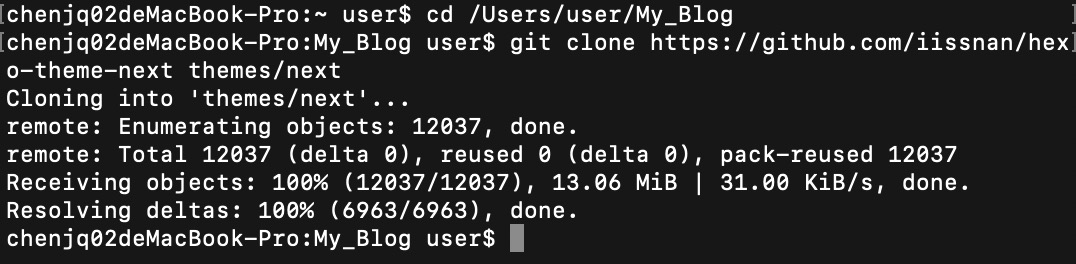 [chenjq02deMacBook-Pro:~ user$ cd /Users/user/My_Blog ]
[chenjq02deMacBook-Pro:My_Blog user$ git clone https://github.com/iissnan/hex]
o-theme-next themes/next
Cloning into 'themes/next'...
remote: Enumerating objects: 12037, done.
remote: Total 12037 (delta 0), reused 0 (delta 0), pack-reused 12037
Receiving objects: 100% (12037/12037), 13.06 MiB | 31.00 KiB/s, done.
Resolving deltas: 100% (6963/6963), done.
chenjq02deMacBook-Pro:My_Blog user$